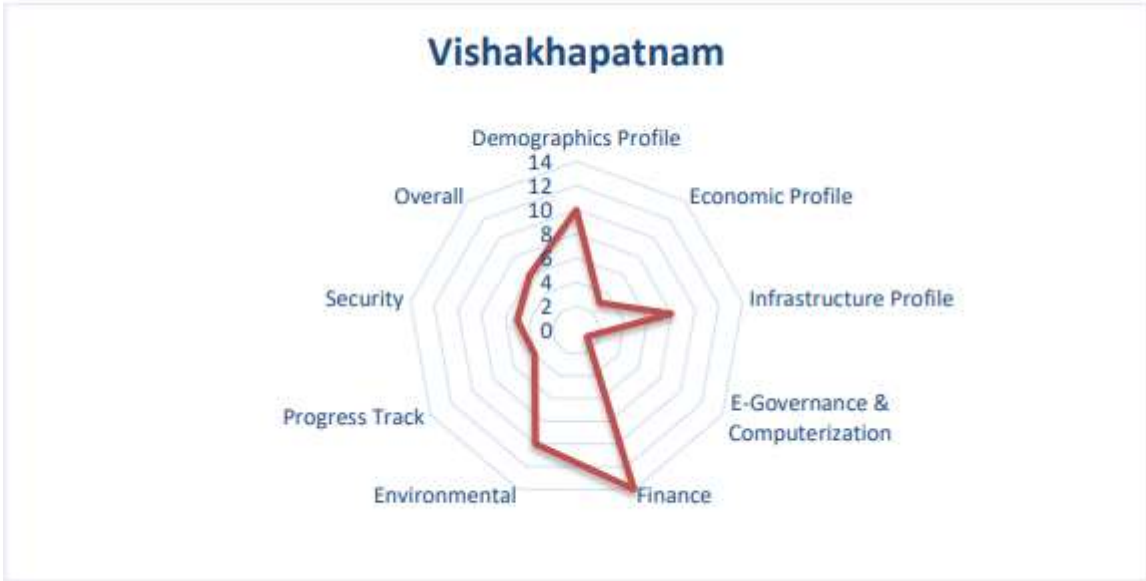 Vishakhapatnam
Demographics Profile
14
12
10
8
6
4
2
0
Economic Profile
Infrastructure Profile
E-Governance &
Computerization
Finance
Environmental
Progress Track
Security
Overall